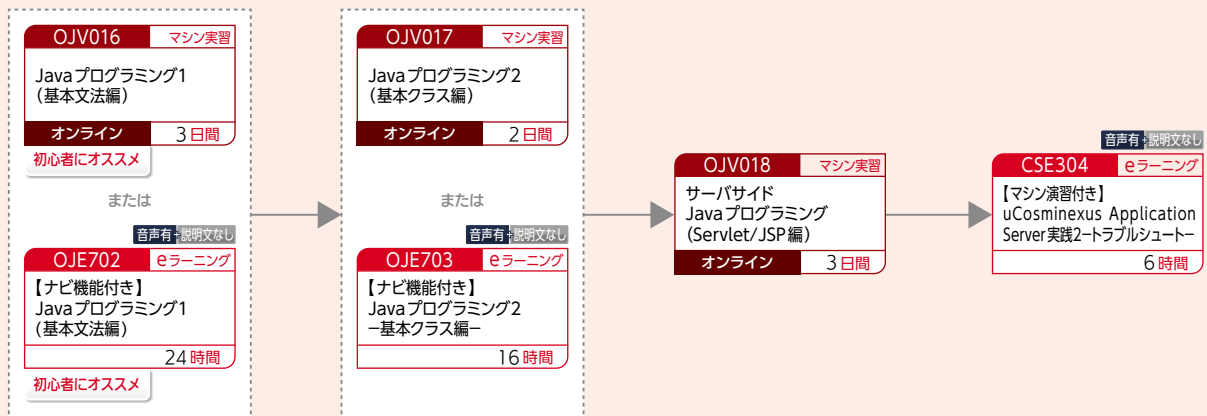 OJV016 マシン実習
Javaプログラミング1
(基本文法編)
オンライン 3日間
初心者にオススメ
または
音声有+説明文なし
OJE702 eラーニング
【ナビ機能付き】
Javaプログラミング1
(基本文法編)
24時間
初心者にオススメ
OJV017 マシン実習
Javaプログラミング2
(基本クラス編)
オンライン 2日間
または
音声有+説明文なし
OJE703 eラーニング
【ナビ機能付き】
Javaプログラミング2
−基本クラス編−
16時間
OJV018 マシン実習
サーバサイド
Javaプログラミング
(Servlet/JSP編)
オンライン 3日間
音声有+説明文なし
CSE304 eラーニング
【マシン演習付き】
uCosminexus Application
Server実践2−トラブルシュート−
6時間